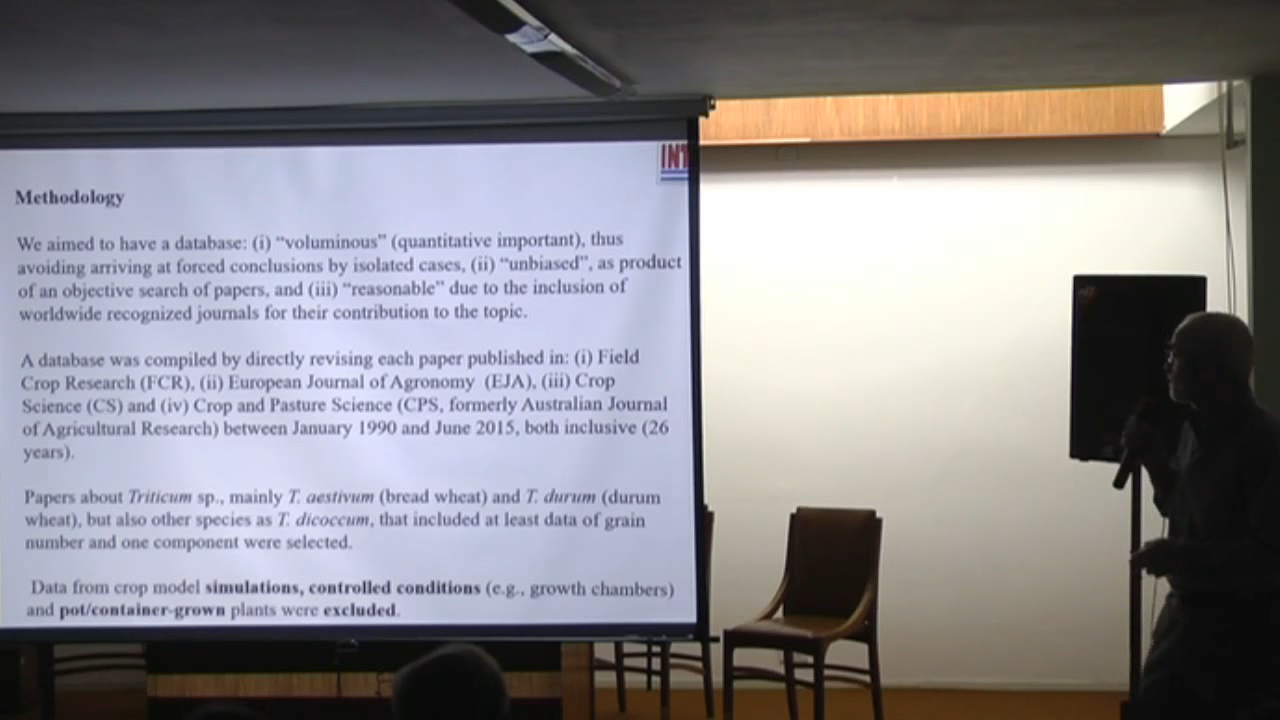 INT
Methodology
We aimed to have a database: (i) “voluminous” (quantitative important), thus
avoiding arriving at forced conclusions by isolated cases, (ii) “unbiased”, as product
of an objective search of papers, and (iii) “reasonable” due to the inclusion of
worldwide recognized journals for their contribution to the topic.
A database was compiled by directly revising each paper published in: (i) Field
Crop Research (FCR), (ii) European Journal of Agronomy (EJA), (iii) Crop
Science (CS) and (iv) Crop and Pasture Science (CPS, formerly Australian Journal
of Agricultural Research) between January 1990 and June 2015, both inclusive (26
years).
Papers about Triticum sp., mainly T. aestivum (bread wheat) and T. durum (durum
wheat), but also other species as T. dicoccum, that included at least data of grain
number and one component were selected.
Data from crop model simulations, controlled conditions (e.g., growth chambers)
and pot/container-grown plants were excluded.